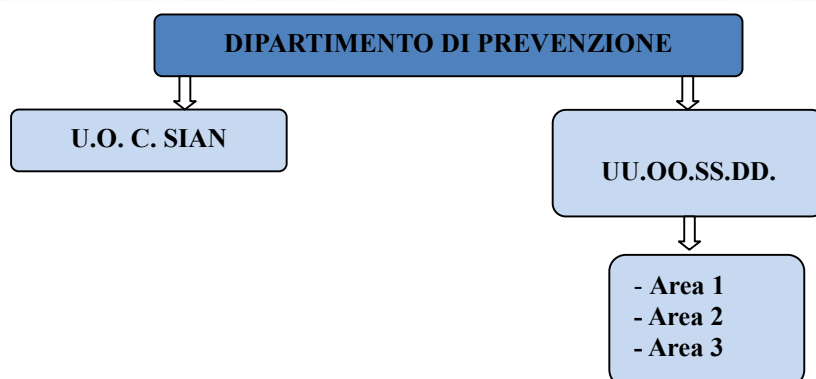 DIPARTIMENTO DI PREVENZIONE
U.O. C. SIAN
UU.OO.SS.DD.
- Area 1
- Area 2
- Area 3